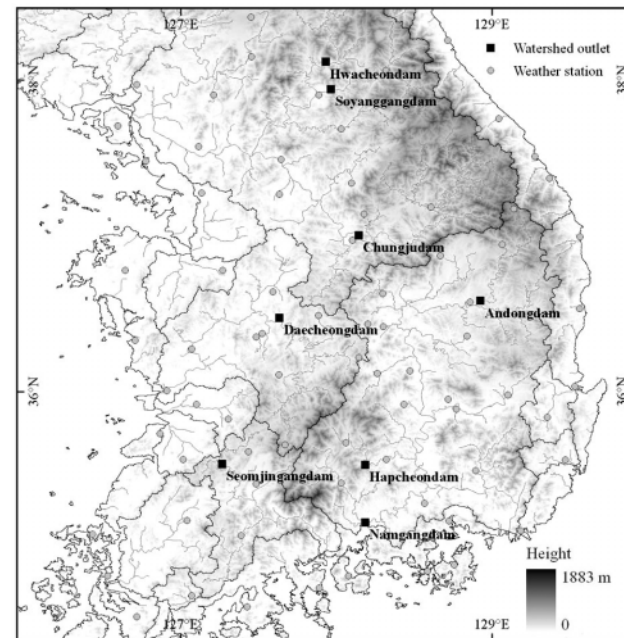 127°E
129°E
Watershed outlet
Weather station
38°N
38°N
Hwacheondam
Soyanggangdam
Chungjudam
Andongdam
Daecheongdam
36°N
36°N
Seomjingangdam
Hapcheondam
Namgangdam
Height
1883 m
0
127°E
129°E